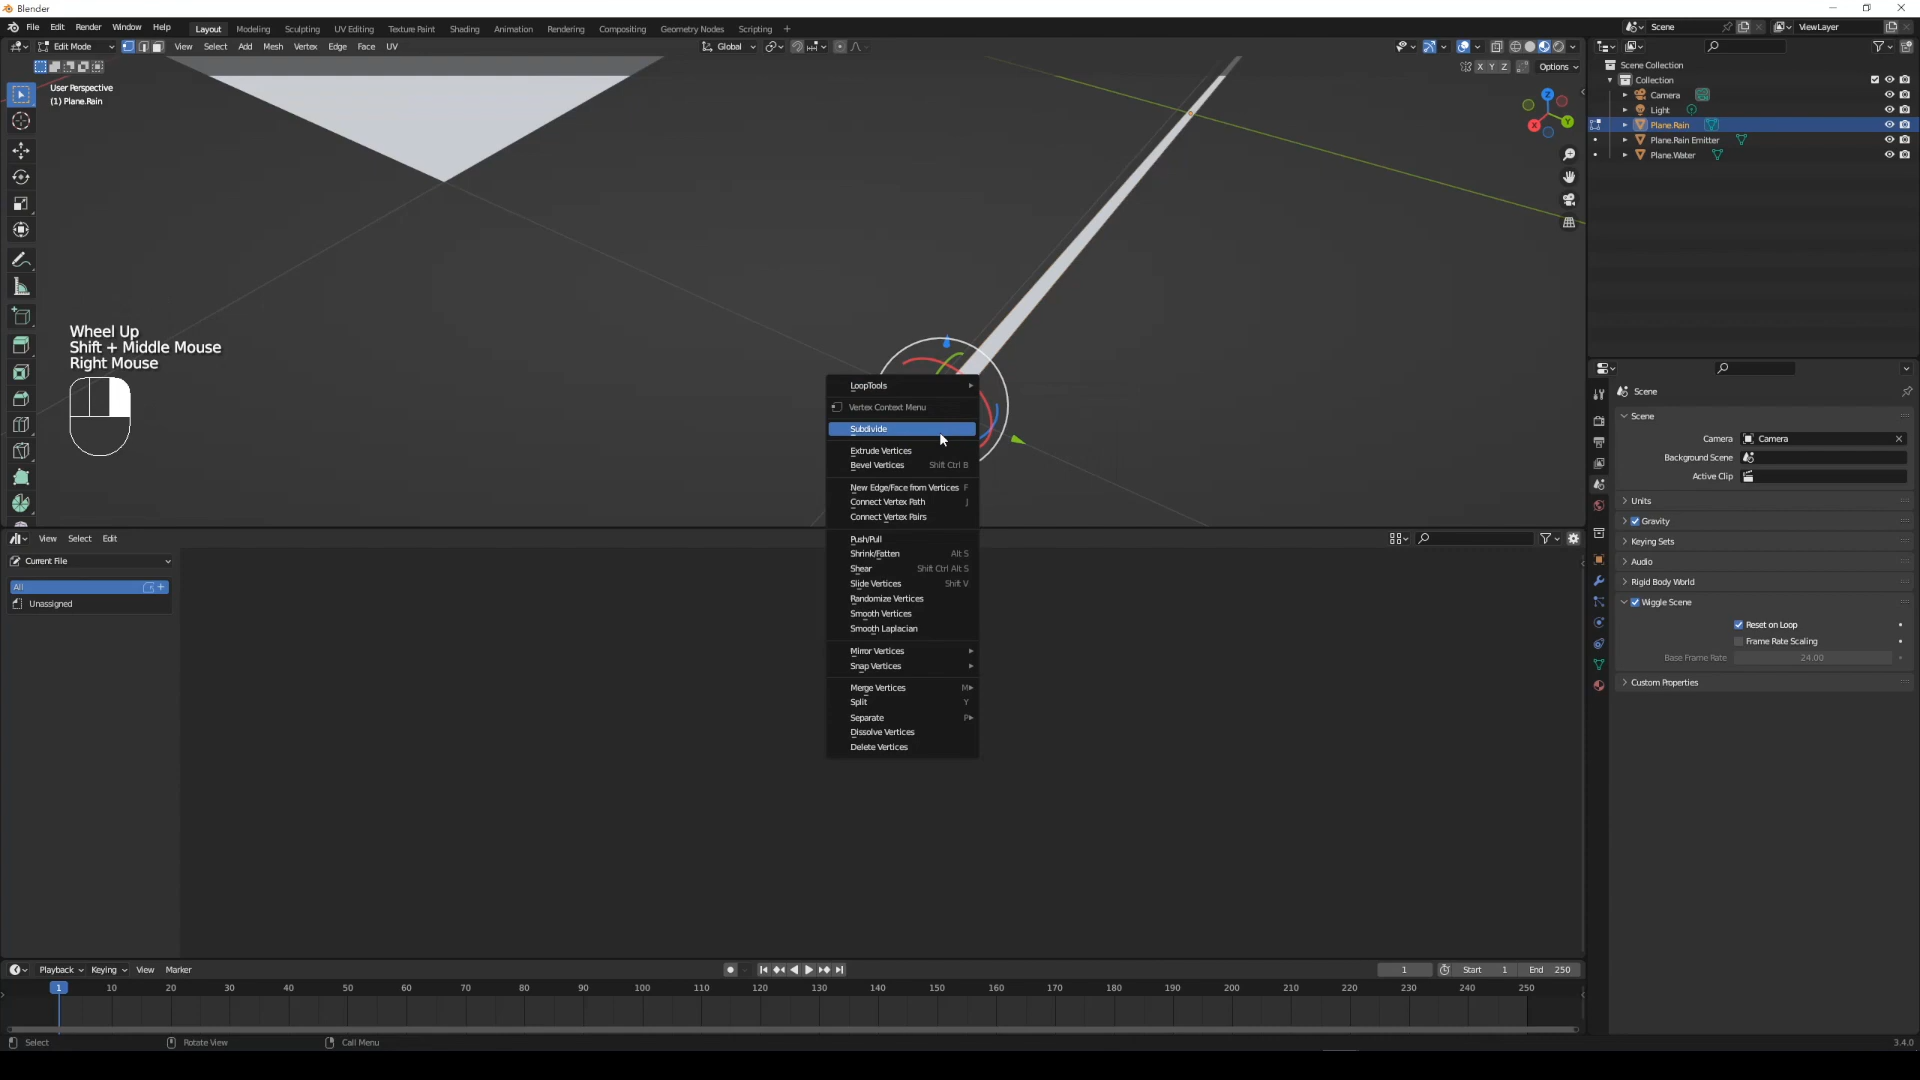 Blender
File Edit Render Window Help Layout Modeling Sculpting UV Editing Texture Paint Shading Animation Rendering Compositing Geometry Nodes Scripting + Scene ViewLayer
Edit Mode View Select Add Mesh Vertex Edge Face UV Global
X Y Z Options
User Perspective
(1) Plane.Rain
Z
Y
X
Scene Collection
Collection
Camera
Light
Plane.Rain
Plane.Rain Emitter
Plane.Water
Wheel Up
Shift + Middle Mouse
Right Mouse
LoopTools
Vertex Context Menu
Subdivide
Extrude Vertices
Bevel Vertices Shift Ctrl B
New Edge/Face from Vertices F
Connect Vertex Path J
Connect Vertex Pairs
Push/Pull
Shrink/Fatten Alt S
Shear Shift Ctrl Alt S
Slide Vertices Shift V
Randomize Vertices
Smooth Vertices
Smooth Laplacian
Mirror Vertices
Snap Vertices
Merge Vertices M
Split Y
Separate P
Dissolve Vertices
Delete Vertices
Scene
Scene
Camera Camera
Background Scene
Active Clip
Units
Gravity
Keying Sets
Audio
Rigid Body World
Wiggle Scene
Reset on Loop
Frame Rate Scaling
Base Frame Rate 24.00
Custom Properties
View Select Edit
Current File
All
Unassigned
Playback Keying View Marker 1 Start 1 End 250
1 10 20 30 40 50 60 70 80 90 100 110 120 130 140 150 160 170 180 190 200 210 220 230 240 250
Select Rotate View Call Menu 3.4.0